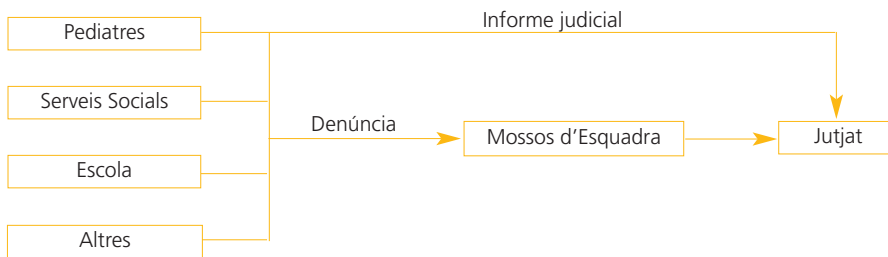 Informe judicial
Pediatres
Serveis Socials
Denúncia
Mossos d’Esquadra
Jutjat
Escola
Altres